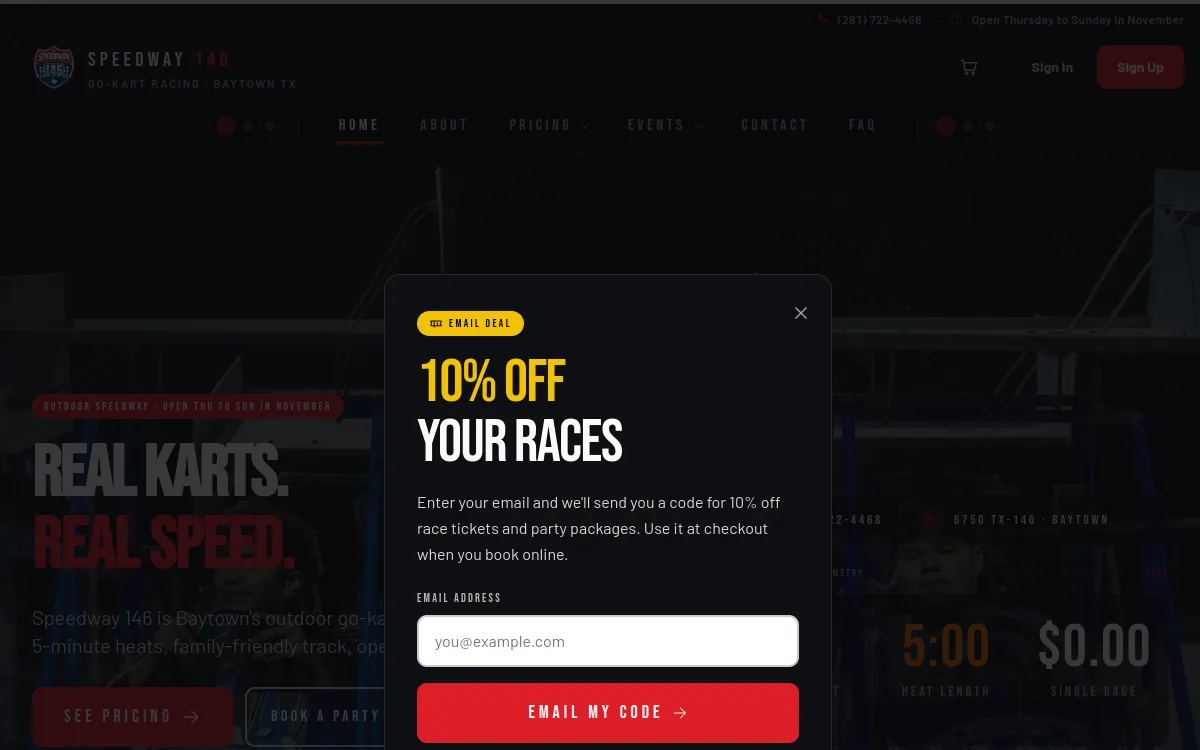 (281) 722-4468
Open Thursday to Sunday in November
SPEEDWAY 146
GO-KART RACING · BAYTOWN TX
Sign In
Sign Up
HOME
ABOUT
PRICING
EVENTS
CONTACT
FAQ
EMAIL DEAL
10% OFF
YOUR RACES
Enter your email and we'll send you a code for 10% off
race tickets and party packages. Use it at checkout
when you book online.
EMAIL ADDRESS
you@example.com
EMAIL MY CODE
OUTDOOR SPEEDWAY · OPEN THU TO SUN IN NOVEMBER
REAL KARTS.
REAL SPEED.
Speedway 146 is Baytown's outdoor go-ka
5-minute heats, family-friendly track, ope
SEE PRICING
BOOK A PARTY
22-4468
6750 TX-146 · BAYTOWN
METRY
LIVE
5:00
HEAT LENGTH
$0.00
SINGLE RACE